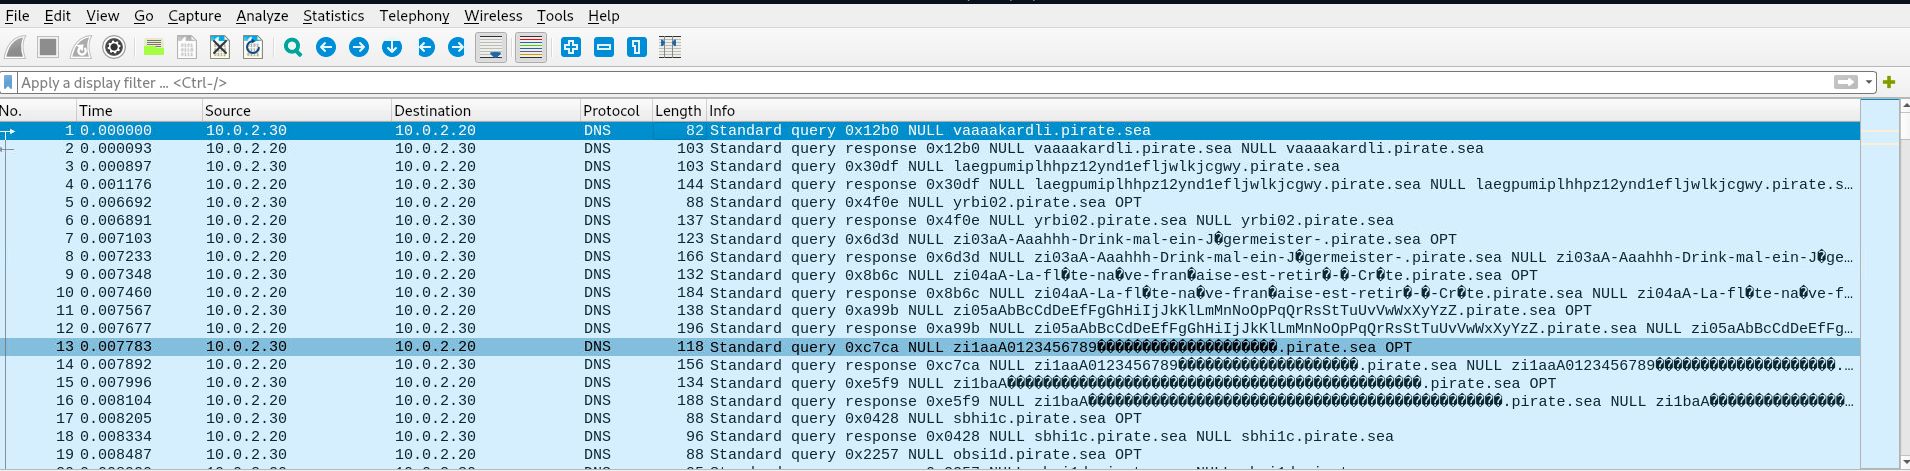 File Edit View Go Capture Analyze Statistics Telephony Wireless Tools Help
Apply a display filter … <Ctrl-/>
No. Time Source Destination Protocol Length Info
1 0.000000 10.0.2.30 10.0.2.20 DNS 82 Standard query 0x12b0 NULL vaaaakardli.pirate.sea
2 0.000093 10.0.2.20 10.0.2.30 DNS 103 Standard query response 0x12b0 NULL vaaaakardli.pirate.sea NULL vaaaakardli.pirate.sea
3 0.000897 10.0.2.30 10.0.2.20 DNS 103 Standard query 0x30df NULL laegpumiplhhpz12ynd1efljwlkjcgwy.pirate.sea
4 0.001176 10.0.2.20 10.0.2.30 DNS 144 Standard query response 0x30df NULL laegpumiplhhpz12ynd1efljwlkjcgwy.pirate.sea NULL laegpumiplhhpz12ynd1efljwlkjcgwy.pirate.s…
5 0.006692 10.0.2.30 10.0.2.20 DNS 88 Standard query 0x4f0e NULL yrbi02.pirate.sea OPT
6 0.006891 10.0.2.20 10.0.2.30 DNS 137 Standard query response 0x4f0e NULL yrbi02.pirate.sea NULL yrbi02.pirate.sea
7 0.007103 10.0.2.30 10.0.2.20 DNS 123 Standard query 0x6d3d NULL zi03aA-Aaahhh-Drink-mal-ein-J�germeister-.pirate.sea OPT
8 0.007233 10.0.2.20 10.0.2.30 DNS 166 Standard query response 0x6d3d NULL zi03aA-Aaahhh-Drink-mal-ein-J�germeister-.pirate.sea NULL zi03aA-Aaahhh-Drink-mal-ein-J�ge…
9 0.007348 10.0.2.30 10.0.2.20 DNS 132 Standard query 0x8b6c NULL zi04aA-La-fl�te-na�ve-fran�aise-est-retir�-�-Cr�te.pirate.sea OPT
10 0.007460 10.0.2.20 10.0.2.30 DNS 184 Standard query response 0x8b6c NULL zi04aA-La-fl�te-na�ve-fran�aise-est-retir�-�-Cr�te.pirate.sea NULL zi04aA-La-fl�te-na�ve-f…
11 0.007567 10.0.2.30 10.0.2.20 DNS 138 Standard query 0xa99b NULL zi05aAbBcCdDeEfFgGhHiIjJkKlLmMnNoOpPqQrRsStTuUvVwWxXyYzZ.pirate.sea OPT
12 0.007677 10.0.2.20 10.0.2.30 DNS 196 Standard query response 0xa99b NULL zi05aAbBcCdDeEfFgGhHiIjJkKlLmMnNoOpPqQrRsStTuUvVwWxXyYzZ.pirate.sea NULL zi05aAbBcCdDeEfFg…
13 0.007783 10.0.2.30 10.0.2.20 DNS 118 Standard query 0xc7ca NULL zi1aaA0123456789��������������������.pirate.sea OPT
14 0.007892 10.0.2.20 10.0.2.30 DNS 156 Standard query response 0xc7ca NULL zi1aaA0123456789��������������������.pirate.sea NULL zi1aaA0123456789��������������������.…
15 0.007996 10.0.2.30 10.0.2.20 DNS 134 Standard query 0xe5f9 NULL zi1baA����������������������������������������������.pirate.sea OPT
16 0.008104 10.0.2.20 10.0.2.30 DNS 188 Standard query response 0xe5f9 NULL zi1baA����������������������������������������������.pirate.sea NULL zi1baA������������������…
17 0.008205 10.0.2.30 10.0.2.20 DNS 88 Standard query 0x0428 NULL sbhi1c.pirate.sea OPT
18 0.008334 10.0.2.20 10.0.2.30 DNS 96 Standard query response 0x0428 NULL sbhi1c.pirate.sea NULL sbhi1c.pirate.sea
19 0.008487 10.0.2.30 10.0.2.20 DNS 88 Standard query 0x2257 NULL obsi1d.pirate.sea OPT